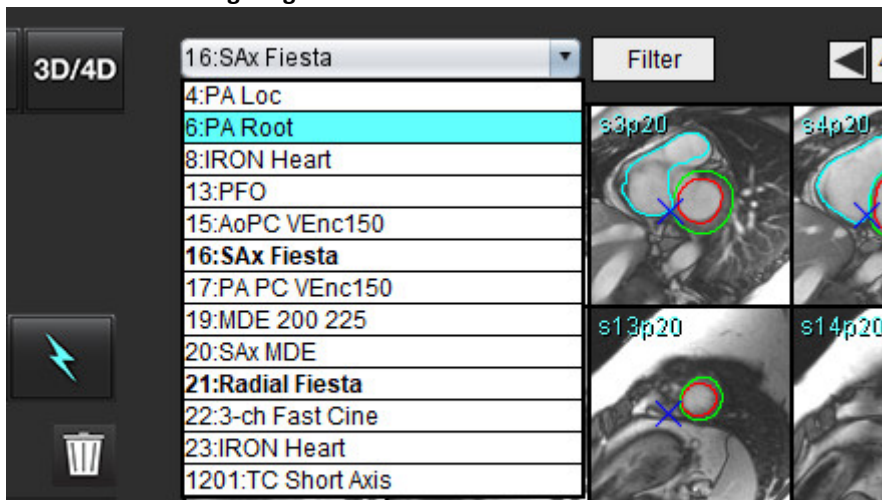 3D/4D
16:SAx Fiesta
Filter
4:PA Loc
6:PA Root
8:IRON Heart
13:PFO
15:AoPC VEnc150
16:SAx Fiesta
17:PA PC VEnc150
19:MDE 200 225
20:SAx MDE
21:Radial Fiesta
22:3-ch Fast Cine
23:IRON Heart
1201:TC Short Axis
s3p20
s4p20
s13p20
s14p20